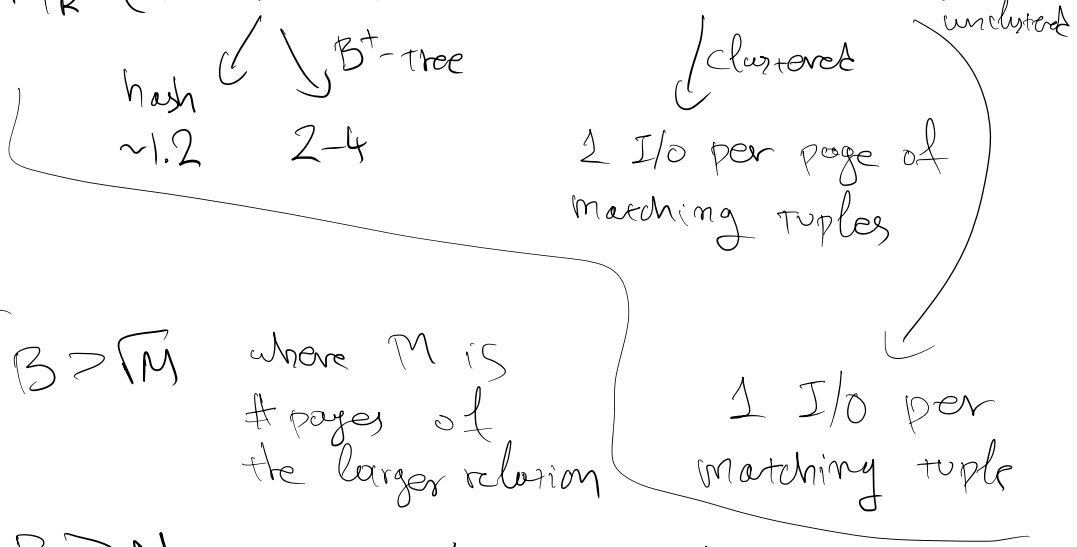 unclustered
B+-Tree
clustered
hash
~1.2 2-4
1 I/O per page of
matching tuples
B > √M where M is
# pages of
the larger relation
1 I/O per
matching tuple